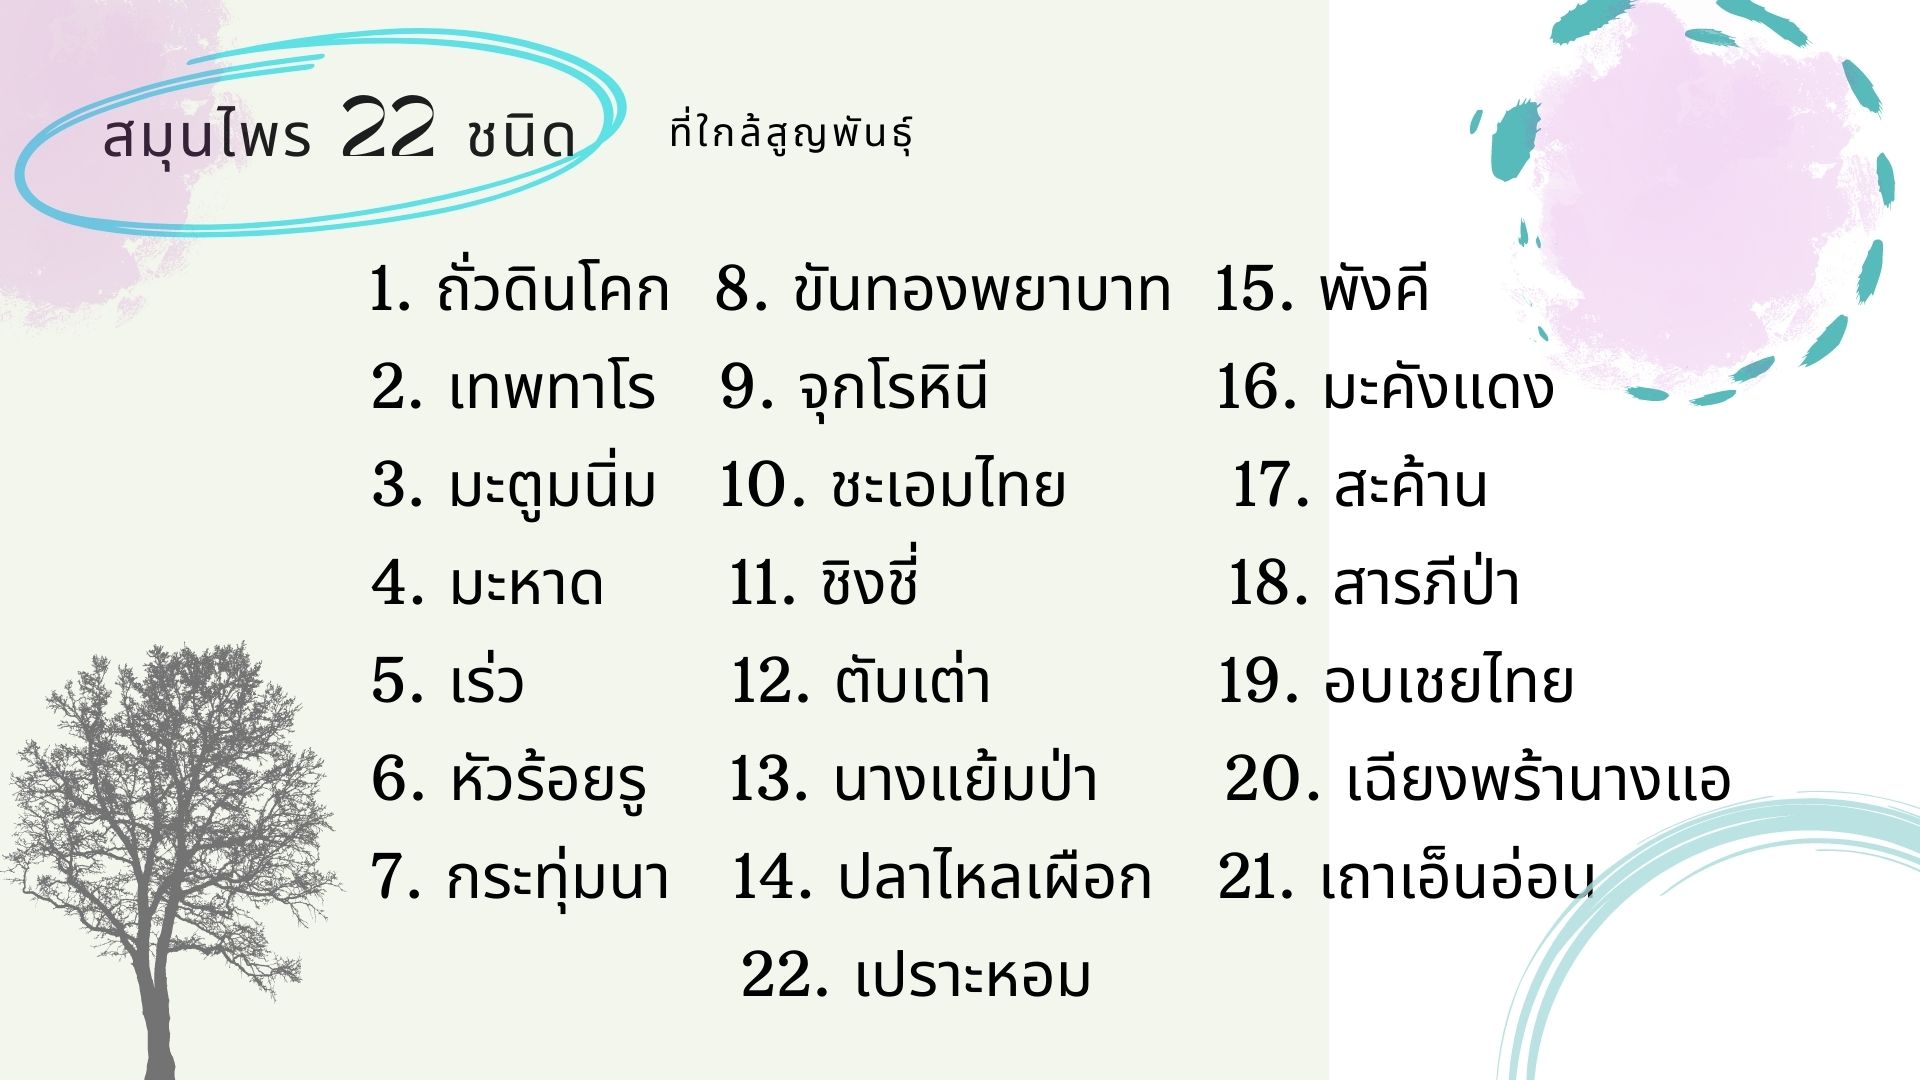 สมุนไพร 22 ชนิด ที่ใกล้สูญพันธุ์
1. ถั่วดินโคก
2. เทพทาโร
3. มะตูมนิ่ม
4. มะหาด
5. เร่ว
6. หัวร้อยรู
7. กระทุ่มนา
8. ขันทองพยาบาท
9. จุกโรหินี
10. ชะเอมไทย
11. ชิงชี่
12. ตับเต่า
13. นางแย้มป่า
14. ปลาไหลเผือก
15. พังคี
16. มะคังแดง
17. สะค้าน
18. สารภีป่า
19. อบเชยไทย
20. เฉียงพร้านางแอ
21. เถาเอ็นอ่อน
22. เปราะหอม